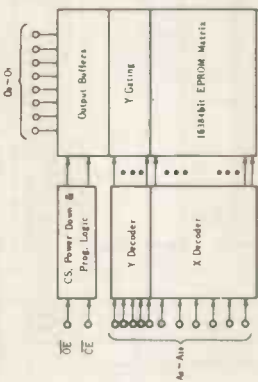 O₀~O₇
Output Buffers
Y Gating
16384bit EPROM Matrix
CS, Power Down &
Prog. Logic
Y Decoder
X Decoder
OE
CE
A₀~A₁₀